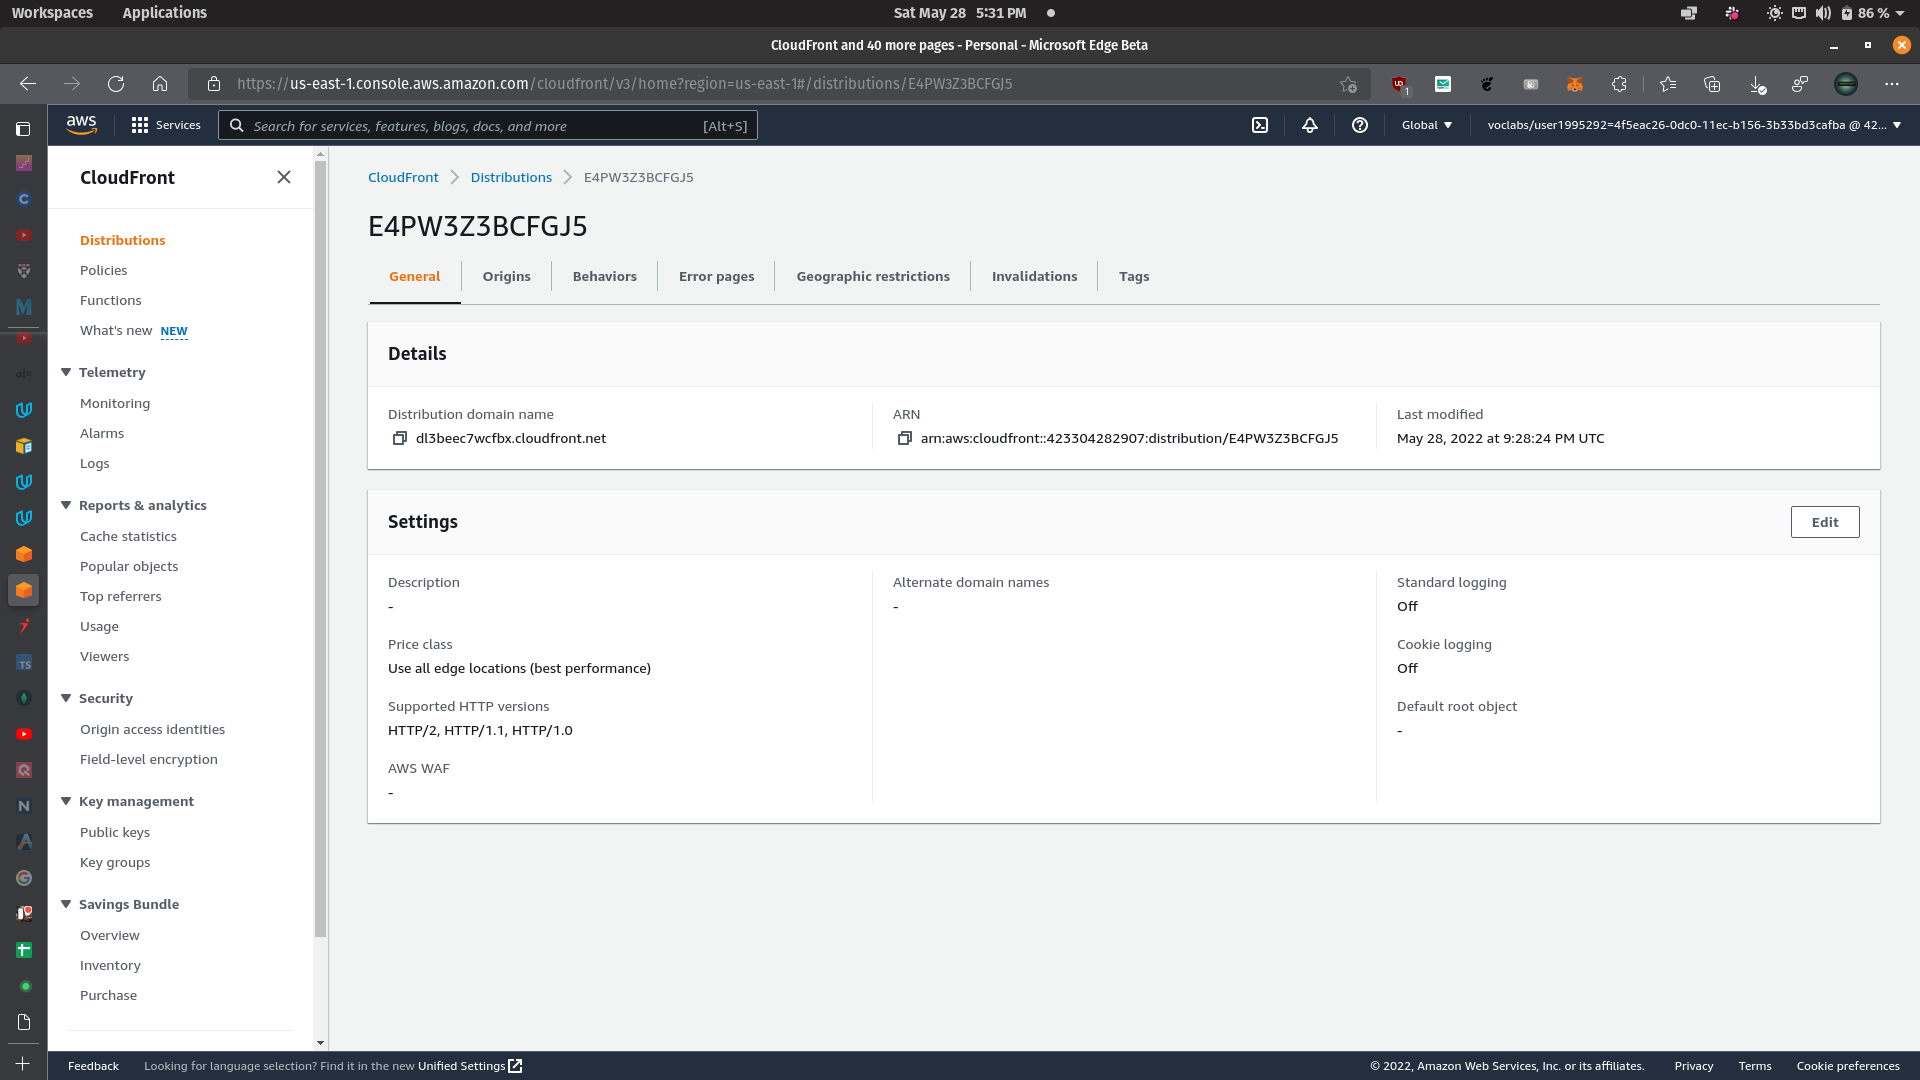 Workspaces Applications Sat May 28 5:31 PM 86 %
CloudFront and 40 more pages - Personal - Microsoft Edge Beta
https://us-east-1.console.aws.amazon.com/cloudfront/v3/home?region=us-east-1#/distributions/E4PW3Z3BCFGJ5
aws Services Search for services, features, blogs, docs, and more [Alt+S] Global voclabs/user1995292=4f5eac26-0dc0-11ec-b156-3b33bd3cafba @ 42...
CloudFront
Distributions
Policies
Functions
What's new NEW
Telemetry
Monitoring
Alarms
Logs
Reports & analytics
Cache statistics
Popular objects
Top referrers
Usage
Viewers
Security
Origin access identities
Field-level encryption
Key management
Public keys
Key groups
Savings Bundle
Overview
Inventory
Purchase
CloudFront Distributions E4PW3Z3BCFGJ5
E4PW3Z3BCFGJ5
General Origins Behaviors Error pages Geographic restrictions Invalidations Tags
Details
Distribution domain name
dl3beec7wcfbx.cloudfront.net
ARN
arn:aws:cloudfront::423304282907:distribution/E4PW3Z3BCFGJ5
Last modified
May 28, 2022 at 9:28:24 PM UTC
Settings
Edit
Description
-
Price class
Use all edge locations (best performance)
Supported HTTP versions
HTTP/2, HTTP/1.1, HTTP/1.0
AWS WAF
-
Alternate domain names
-
Standard logging
Off
Cookie logging
Off
Default root object
-
Feedback Looking for language selection? Find it in the new Unified Settings © 2022, Amazon Web Services, Inc. or its affiliates. Privacy Terms Cookie preferences